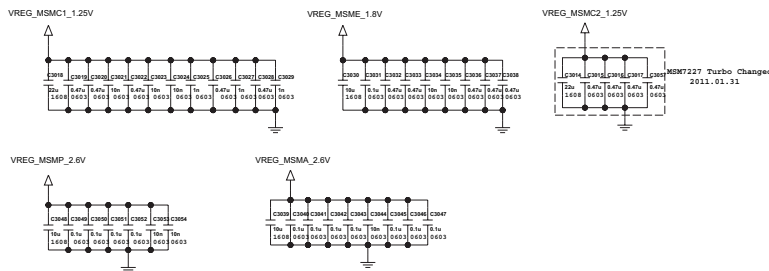 VREG_MSMC1_1.25V
VREG_MSME_1.8V
VREG_MSMC2_1.25V
C3018 C3019 C3020 C3021 C3022 C3023 C3024 C3025 C3026 C3027 C3028 C3029
22u 0.47u 0.47u 10n 0.47u 10n 10n 1n 0.47u 1n 0.47u 1n
1608 0603 0603 0603 0603 0603 0603 0603 0603 0603 0603 0603
C3030 C3031 C3032 C3033 C3034 C3035 C3036 C3037 C3038
10u 0.1u 0.47u 0.47u 10n 10n 0.47u 0.47u 0.47u
1608 0603 0603 0603 0603 0603 0603 0603 0603
C3014 C3015 C3016 C3017 C3057
22u 0.47u 0.47u 0.47u 0.47u
1608 0603 0603 0603 0603
MSM7227 Turbo Changed
2011.01.31
VREG_MSMP_2.6V
VREG_MSMA_2.6V
C3048 C3049 C3050 C3051 C3052 C3053 C3054
10u 0.1u 0.1u 0.1u 0.1u 10n 10n
1608 0603 0603 0603 0603 0603 0603
C3039 C3040 C3041 C3042 C3043 C3044 C3045 C3046 C3047
10u 0.1u 0.1u 0.1u 0.1u 10n 0.1u 0.1u 0.1u
1608 0603 0603 0603 0603 0603 0603 0603 0603